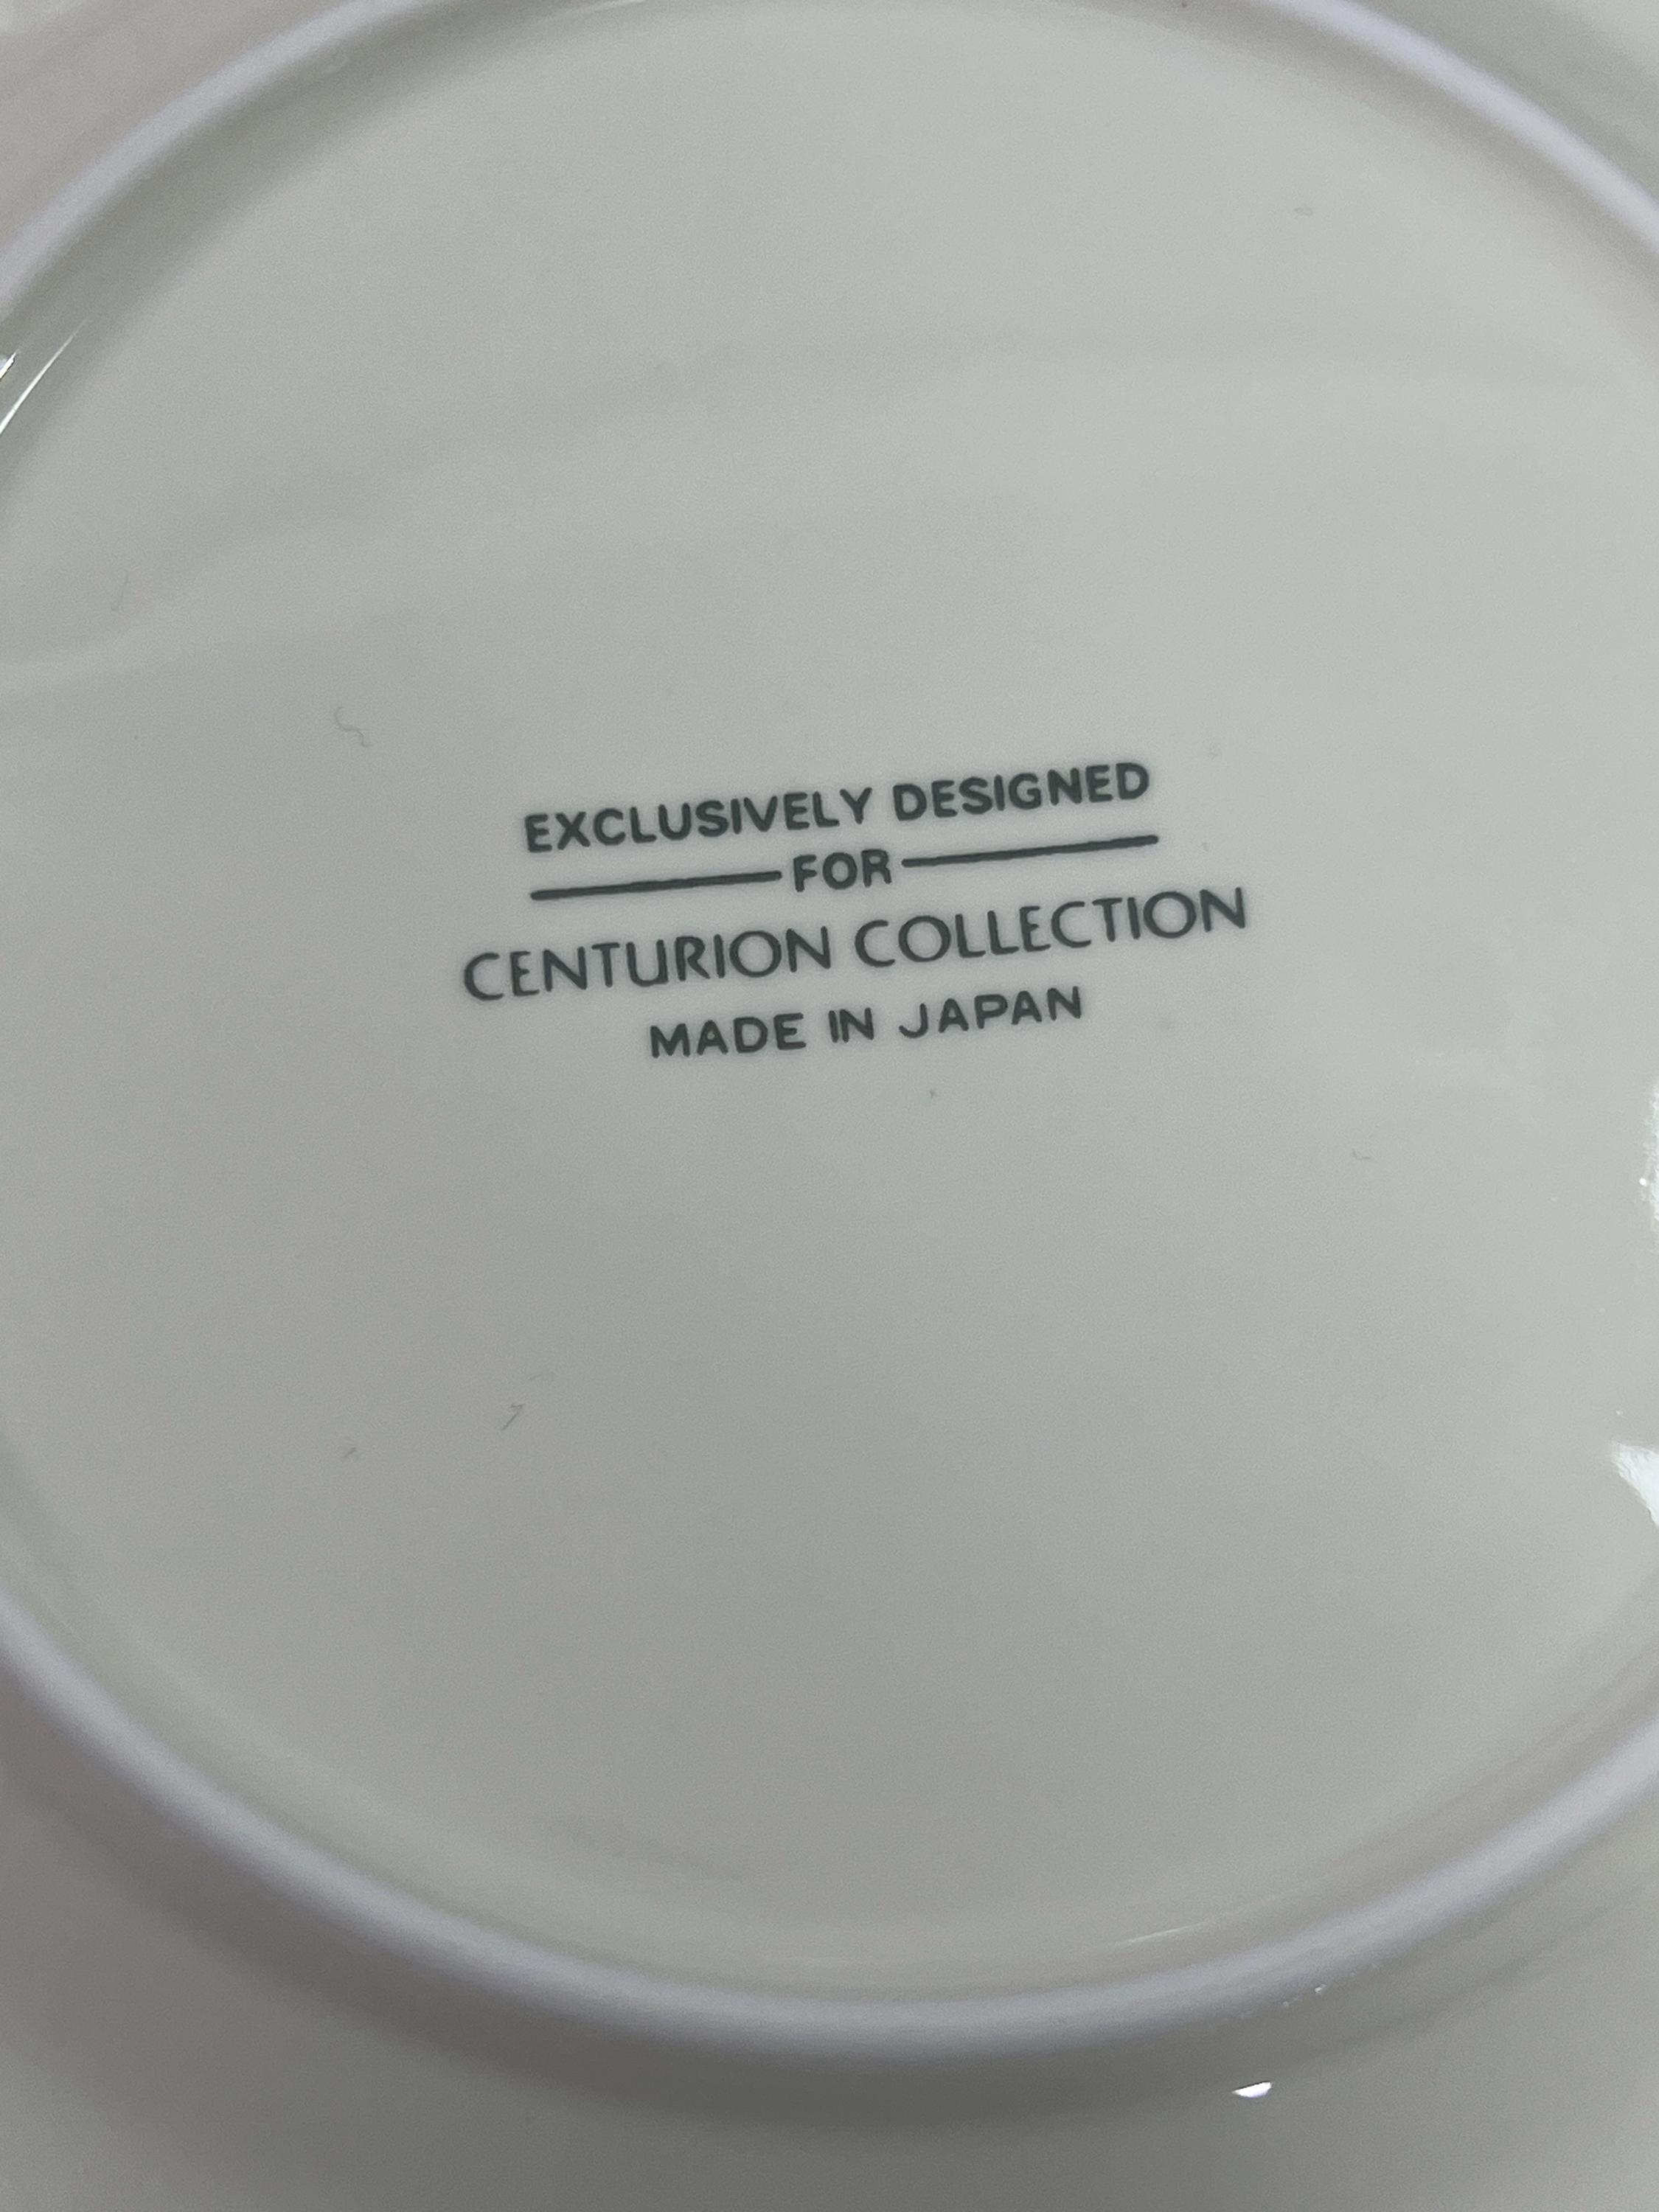 EXCLUSIVELY DESIGNED
FOR
CENTURION COLLECTION
MADE IN JAPAN